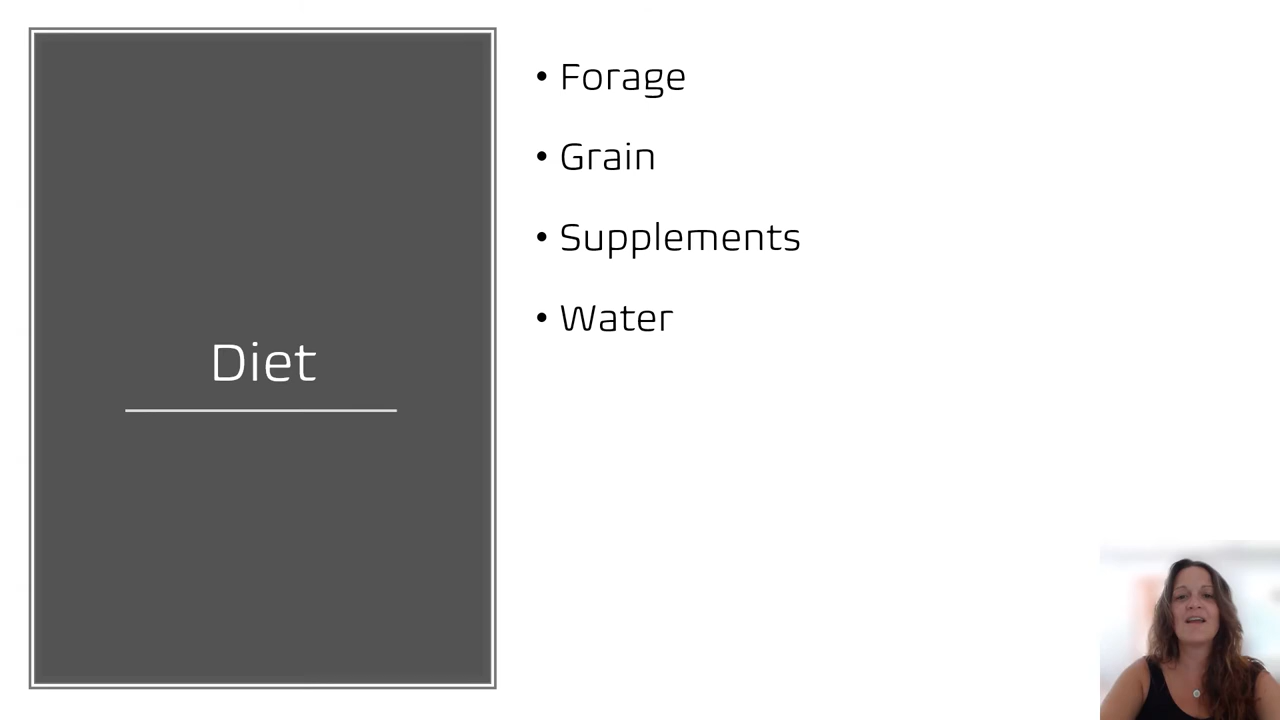 Diet
• Forage
• Grain
• Supplements
• Water